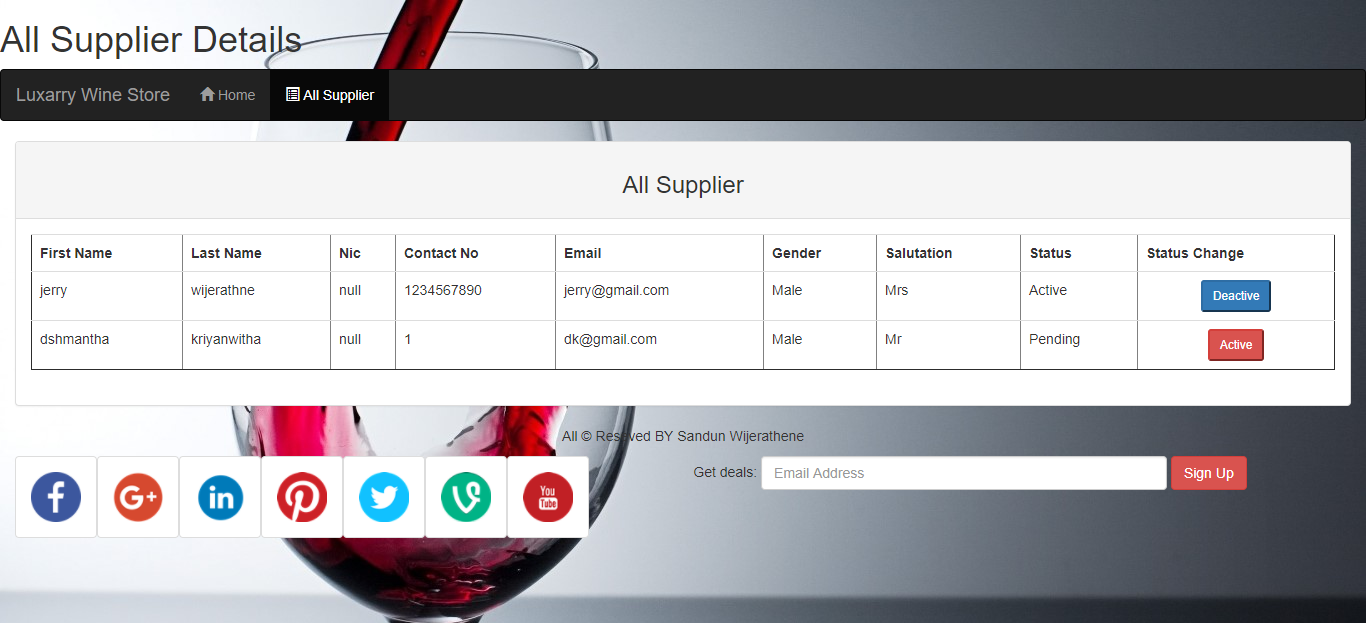 All Supplier Details
Luxarry Wine Store Home All Supplier
All Supplier
First Name Last Name Nic Contact No Email Gender Salutation Status Status Change
jerry wijerathne null 1234567890 jerry@gmail.com Male Mrs Active Deactive
dshmantha kriyanwitha null 1 dk@gmail.com Male Mr Pending Active
All © Reseved BY Sandun Wijerathene
Get deals: Email Address Sign Up
f G+ in You Tube